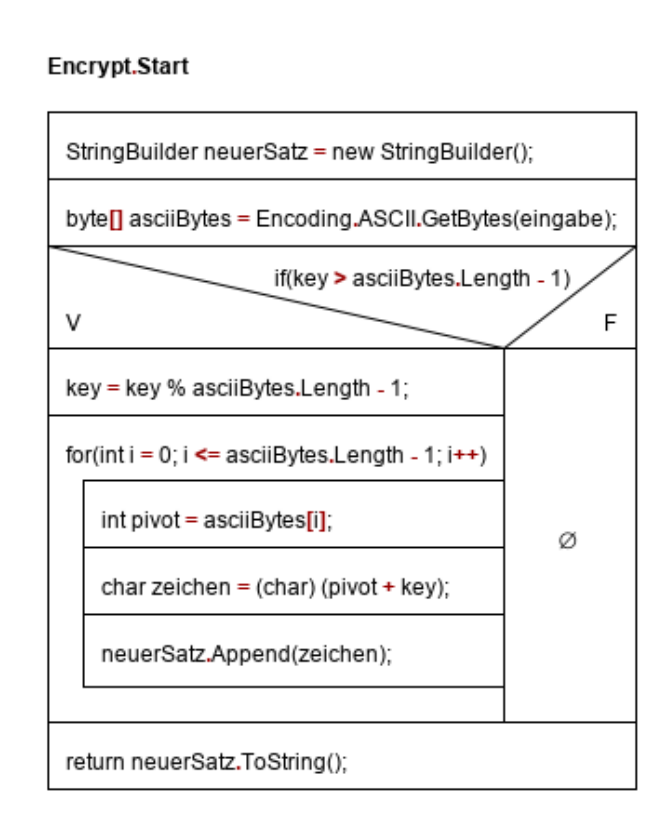 Encrypt.Start
StringBuilder neuerSatz = new StringBuilder();
byte[] asciiBytes = Encoding.ASCII.GetBytes(eingabe);
if(key > asciiBytes.Length - 1)
V
F
key = key % asciiBytes.Length - 1;
for(int i = 0; i <= asciiBytes.Length - 1; i++)
int pivot = asciiBytes[i];
∅
char zeichen = (char) (pivot + key);
neuerSatz.Append(zeichen);
return neuerSatz.ToString();